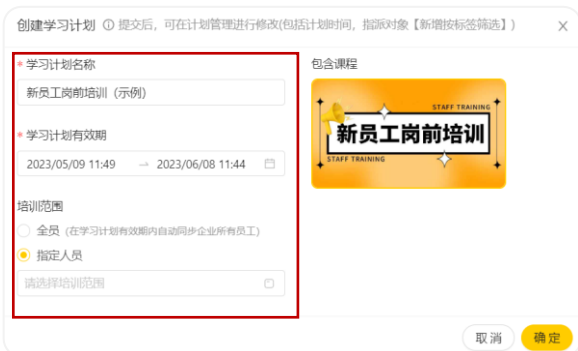 创建学习计划 提交后，可在计划管理进行修改(包括计划时间，指派对象【新增按标签筛选】)
* 学习计划名称
新员工岗前培训（示例）
* 学习计划有效期
2023/05/09 11:49 → 2023/06/08 11:44
培训范围
全员 (在学习计划有效期内自动同步企业所有员工)
指定人员
请选择培训范围
包含课程
STAFF TRAINING
新员工岗前培训
STAFF TRAINING
取消 确定